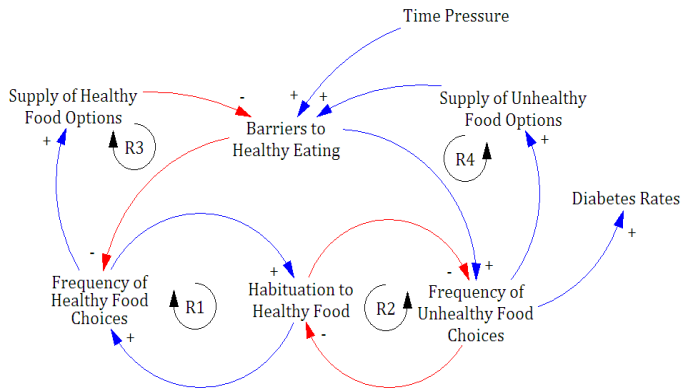 Time Pressure
Supply of Healthy
Food Options
-
+
+
Supply of Unhealthy
Food Options
+
R3
Barriers to
Healthy Eating
R4
+
Diabetes Rates
+
-
Frequency of
Healthy Food
Choices
R1
+
Habituation to
Healthy Food
R2
-
+
Frequency of
Unhealthy Food
Choices
+
-